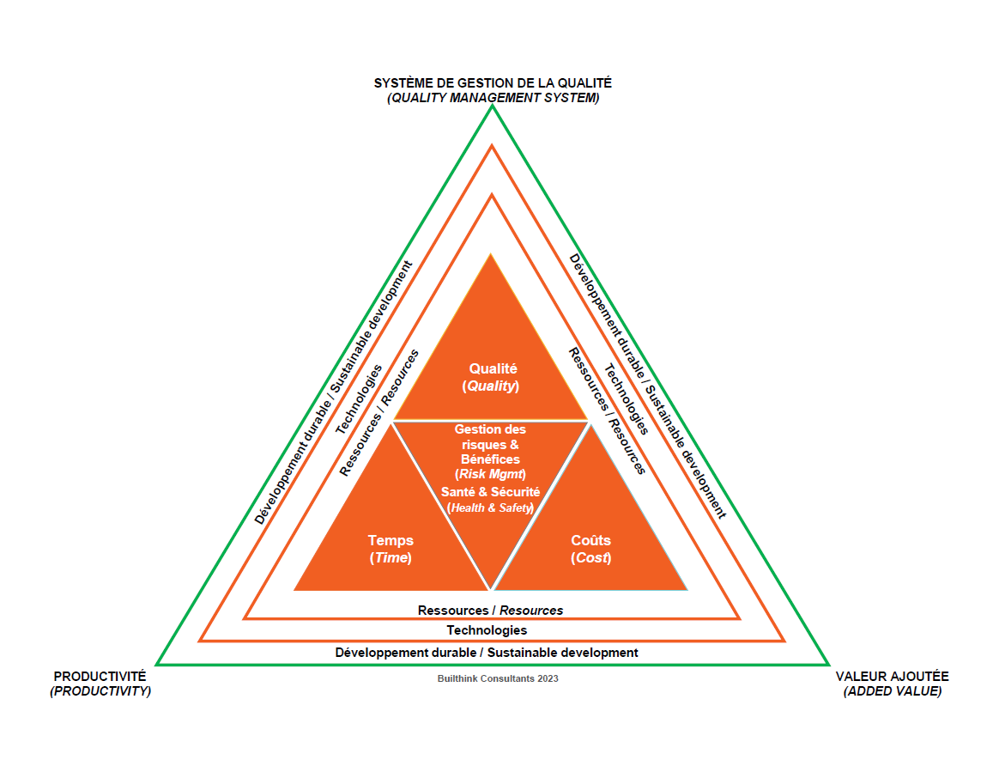 SYSTÈME DE GESTION DE LA QUALITÉ
(QUALITY MANAGEMENT SYSTEM)
Développement durable / Sustainable development
Technologies
Ressources / Resources
Développement durable / Sustainable development
Technologies
Ressources / Resources
Qualité
(Quality)
Gestion des
risques &
Bénéfices
(Risk Mgmt)
Santé & Sécurité
(Health & Safety)
Temps
(Time)
Coûts
(Cost)
Ressources / Resources
Technologies
Développement durable / Sustainable development
PRODUCTIVITÉ
(PRODUCTIVITY)
Builthink Consultants 2023
VALEUR AJOUTÉE
(ADDED VALUE)